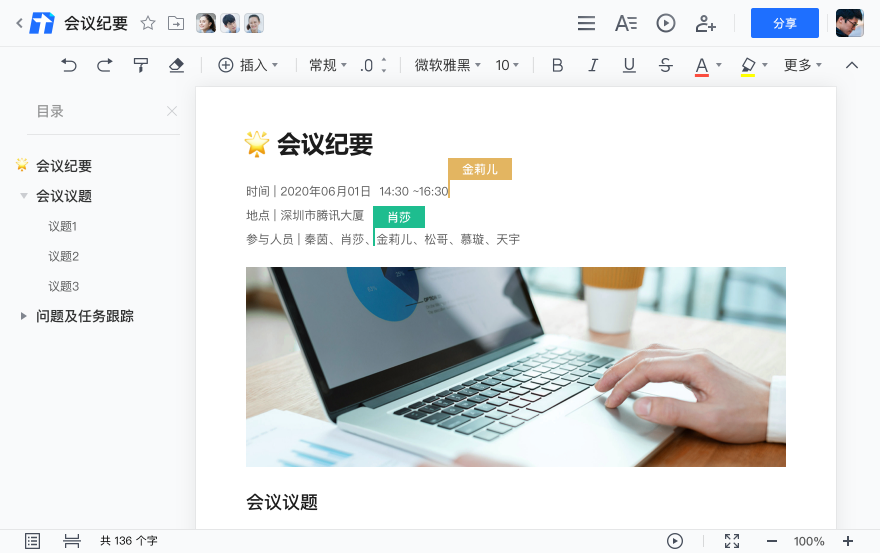 会议纪要
分享
插入 常规 .0 微软雅黑 10 B I U S A 更多
目录
会议纪要
会议议题
议题1
议题2
议题3
问题及任务跟踪
会议纪要
金莉儿
时间 | 2020年06月01日 14:30 ~16:30
地点 | 深圳市腾讯大厦
肖莎
参与人员 | 秦茵、肖莎、金莉儿、松哥、慕璇、天宇
会议议题
共 136 个字
100%